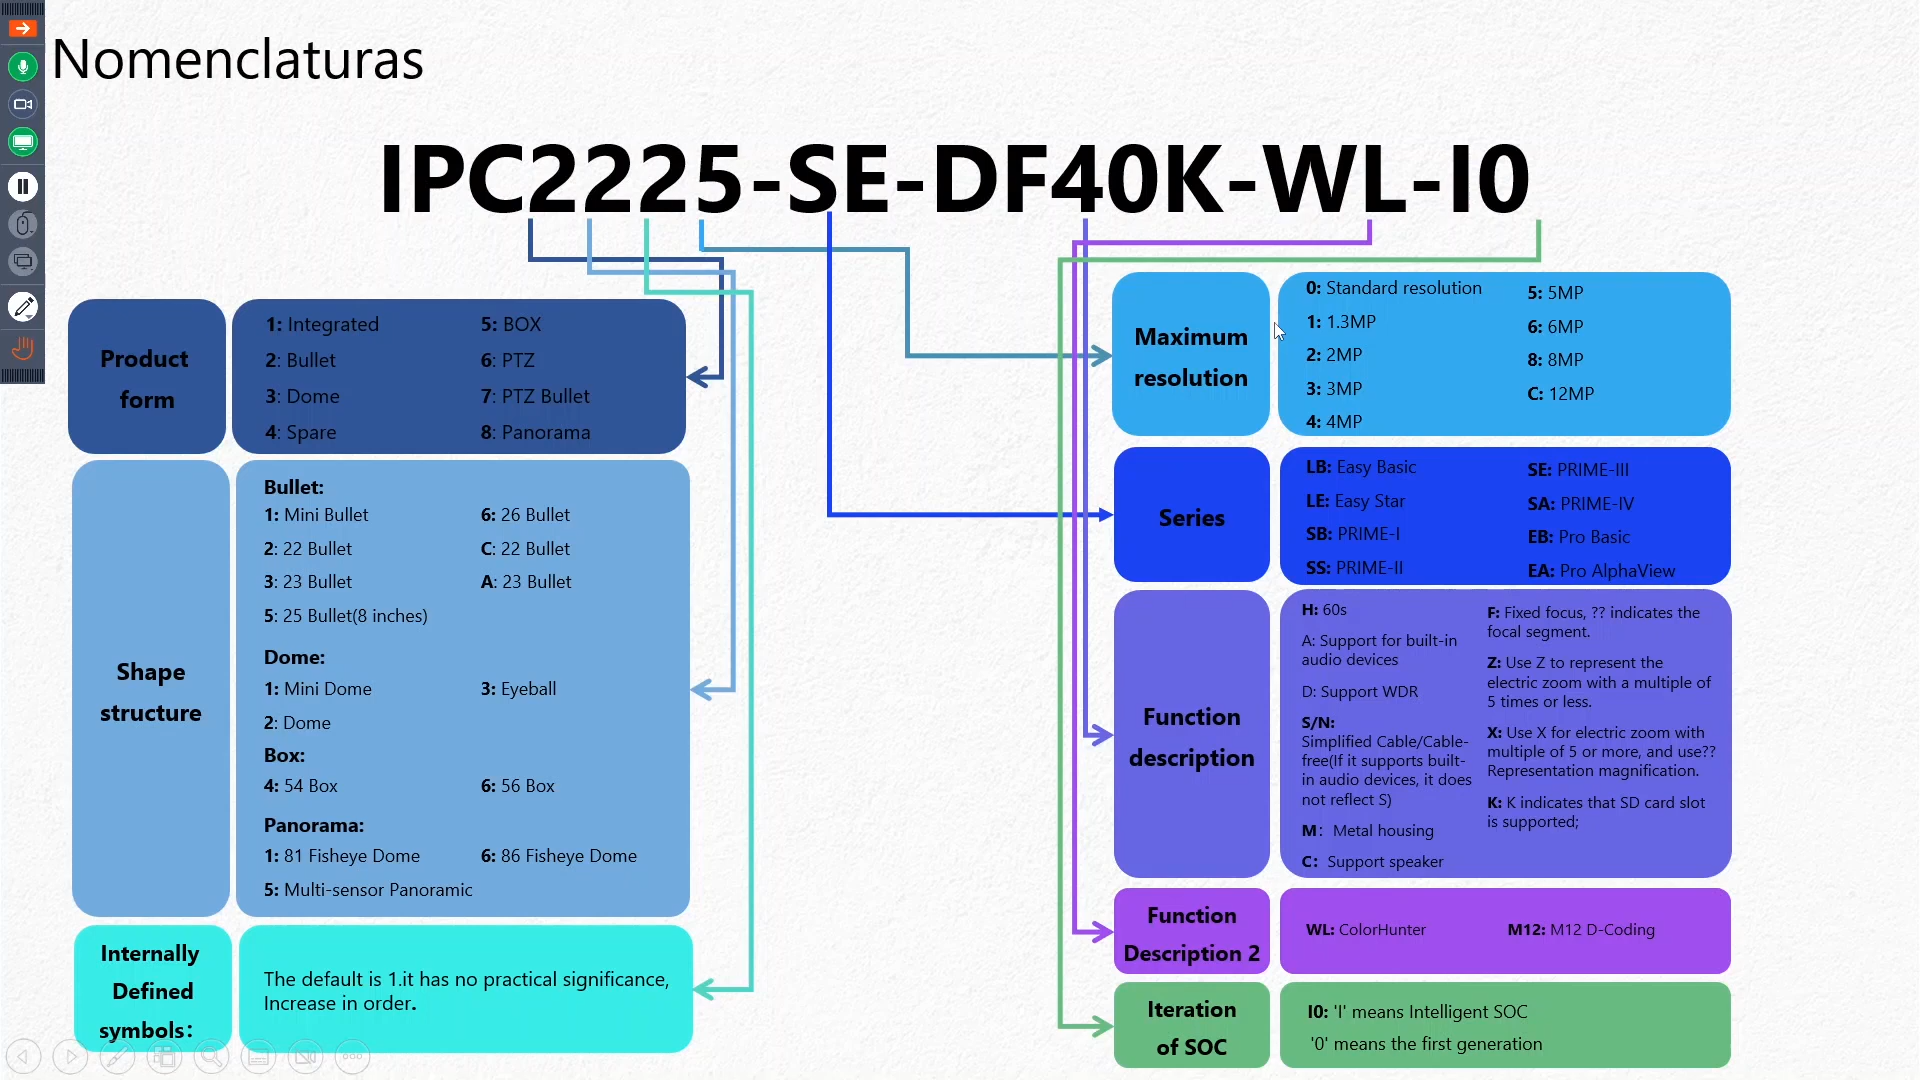 Nomenclaturas
IPC2225-SE-DF40K-WL-I0
Product
form
1: Integrated
2: Bullet
3: Dome
4: Spare
5: BOX
6: PTZ
7: PTZ Bullet
8: Panorama
Shape
structure
Bullet:
1: Mini Bullet
2: 22 Bullet
3: 23 Bullet
5: 25 Bullet(8 inches)
6: 26 Bullet
C: 22 Bullet
A: 23 Bullet
Dome:
1: Mini Dome
2: Dome
3: Eyeball
Box:
4: 54 Box
6: 56 Box
Panorama:
1: 81 Fisheye Dome
5: Multi-sensor Panoramic
6: 86 Fisheye Dome
Internally
Defined
symbols：
The default is 1.it has no practical significance,
Increase in order.
Maximum
resolution
0: Standard resolution
1: 1.3MP
2: 2MP
3: 3MP
4: 4MP
5: 5MP
6: 6MP
8: 8MP
C: 12MP
Series
LB: Easy Basic
LE: Easy Star
SB: PRIME-I
SS: PRIME-II
SE: PRIME-III
SA: PRIME-IV
EB: Pro Basic
EA: Pro AlphaView
Function
description
H: 60s
A: Support for built-in
audio devices
D: Support WDR
S/N:
Simplified Cable/Cable-
free(If it supports built-
in audio devices, it does
not reflect S)
M：Metal housing
C：Support speaker
F: Fixed focus, ?? indicates the
focal segment.
Z: Use Z to represent the
electric zoom with a multiple of
5 times or less.
X: Use X for electric zoom with
multiple of 5 or more, and use??
Representation magnification.
K: K indicates that SD card slot
is supported;
Function
Description 2
WL: ColorHunter
M12: M12 D-Coding
Iteration
of SOC
I0: 'I' means Intelligent SOC
'0' means the first generation